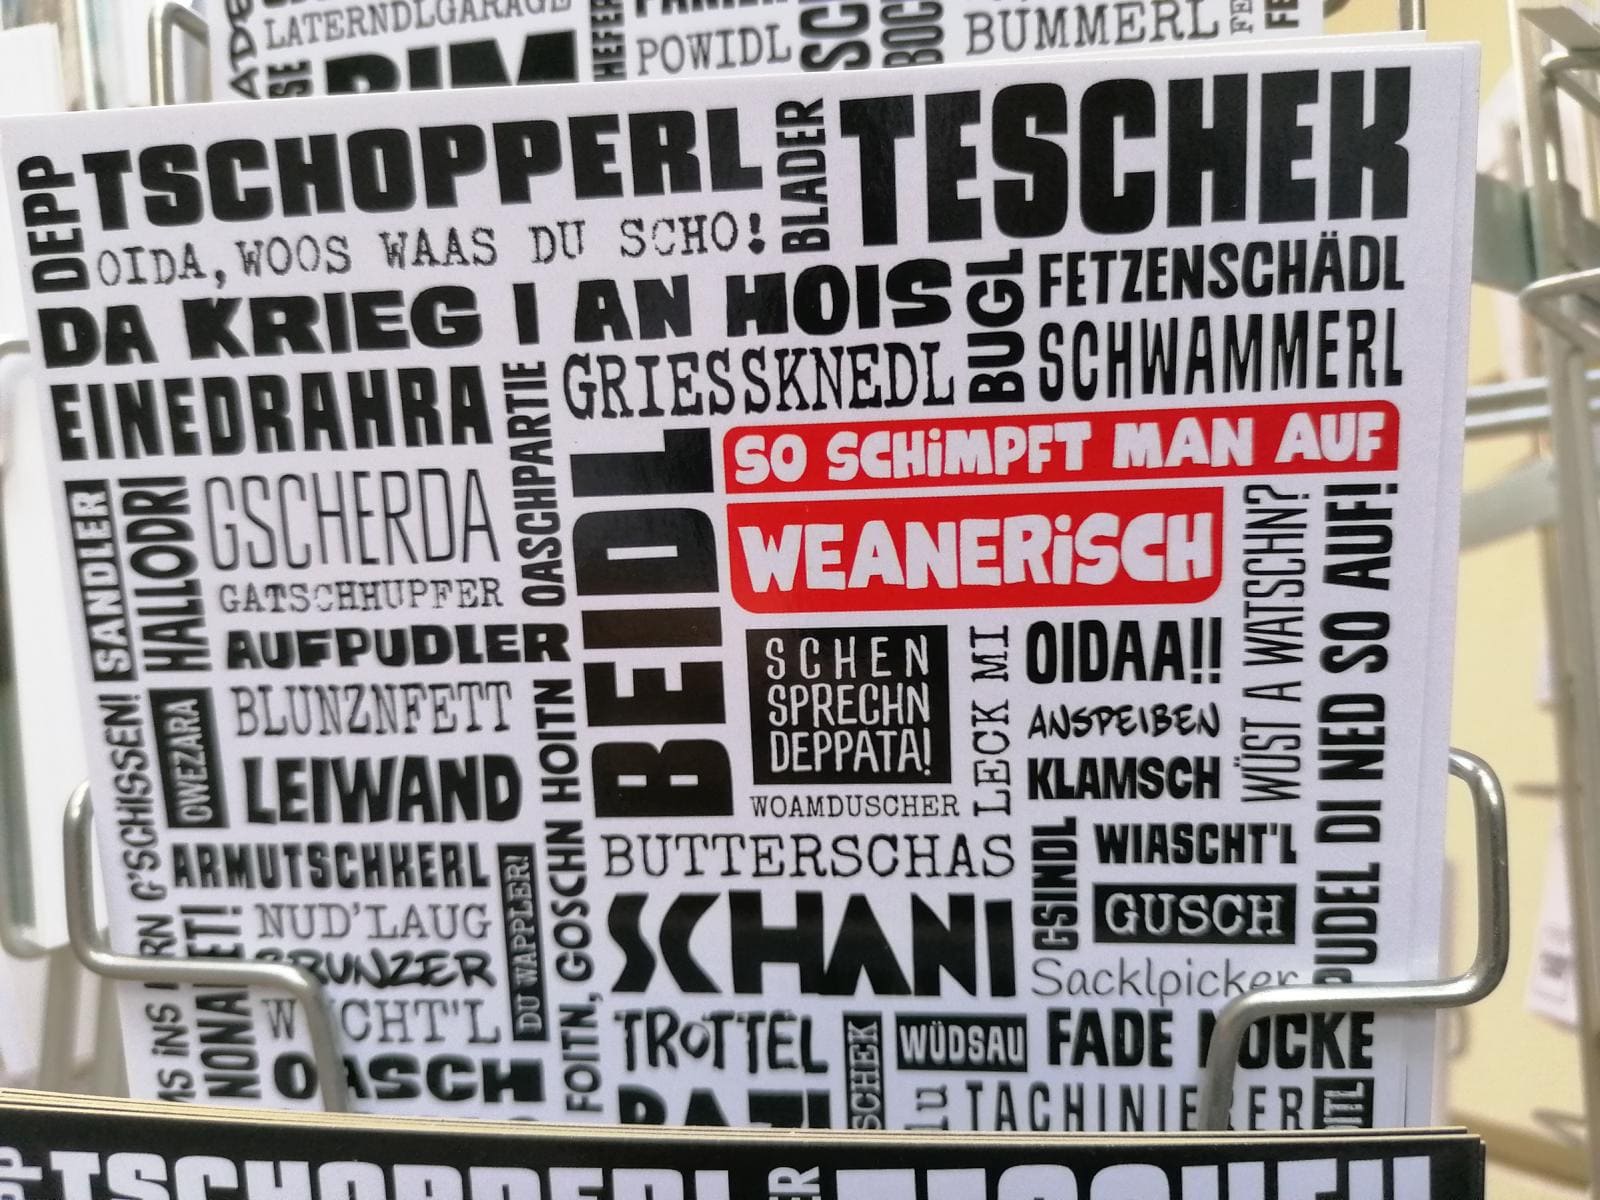 LATERNDLGARAGE
POWIDL
BUMMERL
DEPP
TSCHOPPERL
BLADER
TESCHEK
OIDA, WOOS WAAS DU SCHO!
DA KRIEG I AN HOIS
BUGL
FETZENSCHÄDL
SCHWAMMERL
EINEDRAHRA
OASCHPARTIE
GRIESSKNEDL
BEIDL
SO SCHIMPFT MAN AUF
WEANERISCH
SANDLER
HALLODRI
GSCHERDA
GATSCHHUPFER
AUFPUDLER
OWEZARA
BLUNZNFETT
LEIWAND
FOITN, GOSCHN HOITN
SCHEN
SPRECHN
DEPPATA!
LECK MI
OIDAA!!
ANSPEIBEN
KLAMSCH
WÜST A WATSCHN?
PUDEL DI NED SO AUF!
WOAMDUSCHER
BUTTERSCHAS
GSINDL
WIASCHT'L
GUSCH
G'SCHISSEN!
ARMUTSCHKERL
NUD'LAUG
BRUNZER
DU WAPPLER!
SCHANI
Sacklpicker
OASCH
TROTTEL
WÜDSAU
FADE NOCKE
TACHINIERER
TSCHOPPERL
TESCHEK